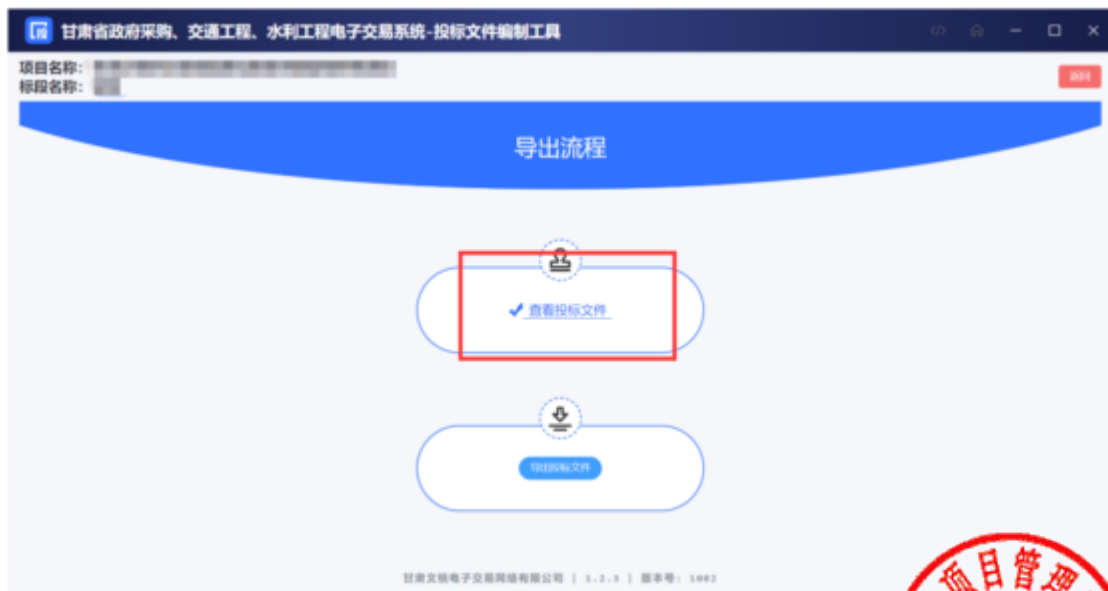 甘肃省政府采购、交通工程、水利工程电子交易系统-投标文件编制工具
项目名称：
标段名称：
返回
导出流程
查看投标文件
导出投标文件
甘肃文锐电子交易网络有限公司 | 1.2.3 | 版本号: 1002
项目管理